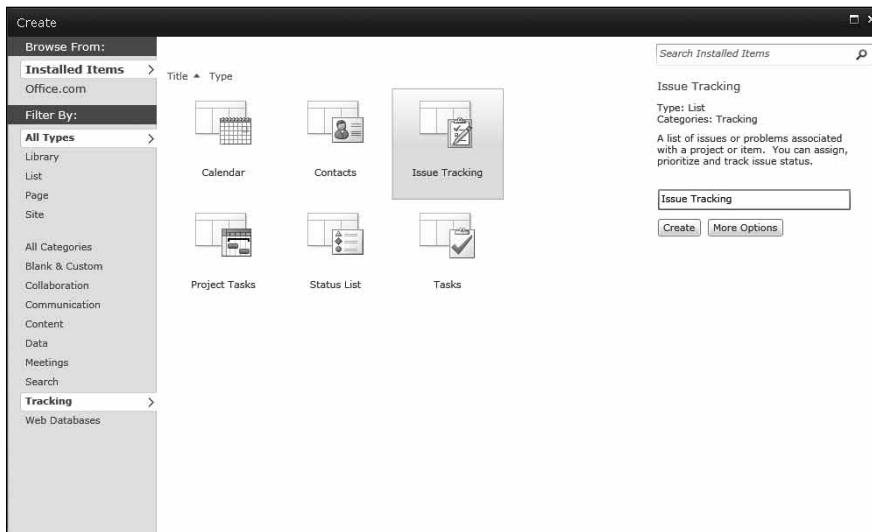 Create
Browse From:
Installed Items
Office.com
Filter By:
All Types
Library
List
Page
Site
All Categories
Blank & Custom
Collaboration
Communication
Content
Data
Meetings
Search
Tracking
Web Databases
Title Type
Calendar
Contacts
Issue Tracking
Project Tasks
Status List
Tasks
Search Installed Items
Issue Tracking
Type: List
Categories: Tracking
A list of issues or problems associated
with a project or item. You can assign,
prioritize and track issue status.
Issue Tracking
Create More Options